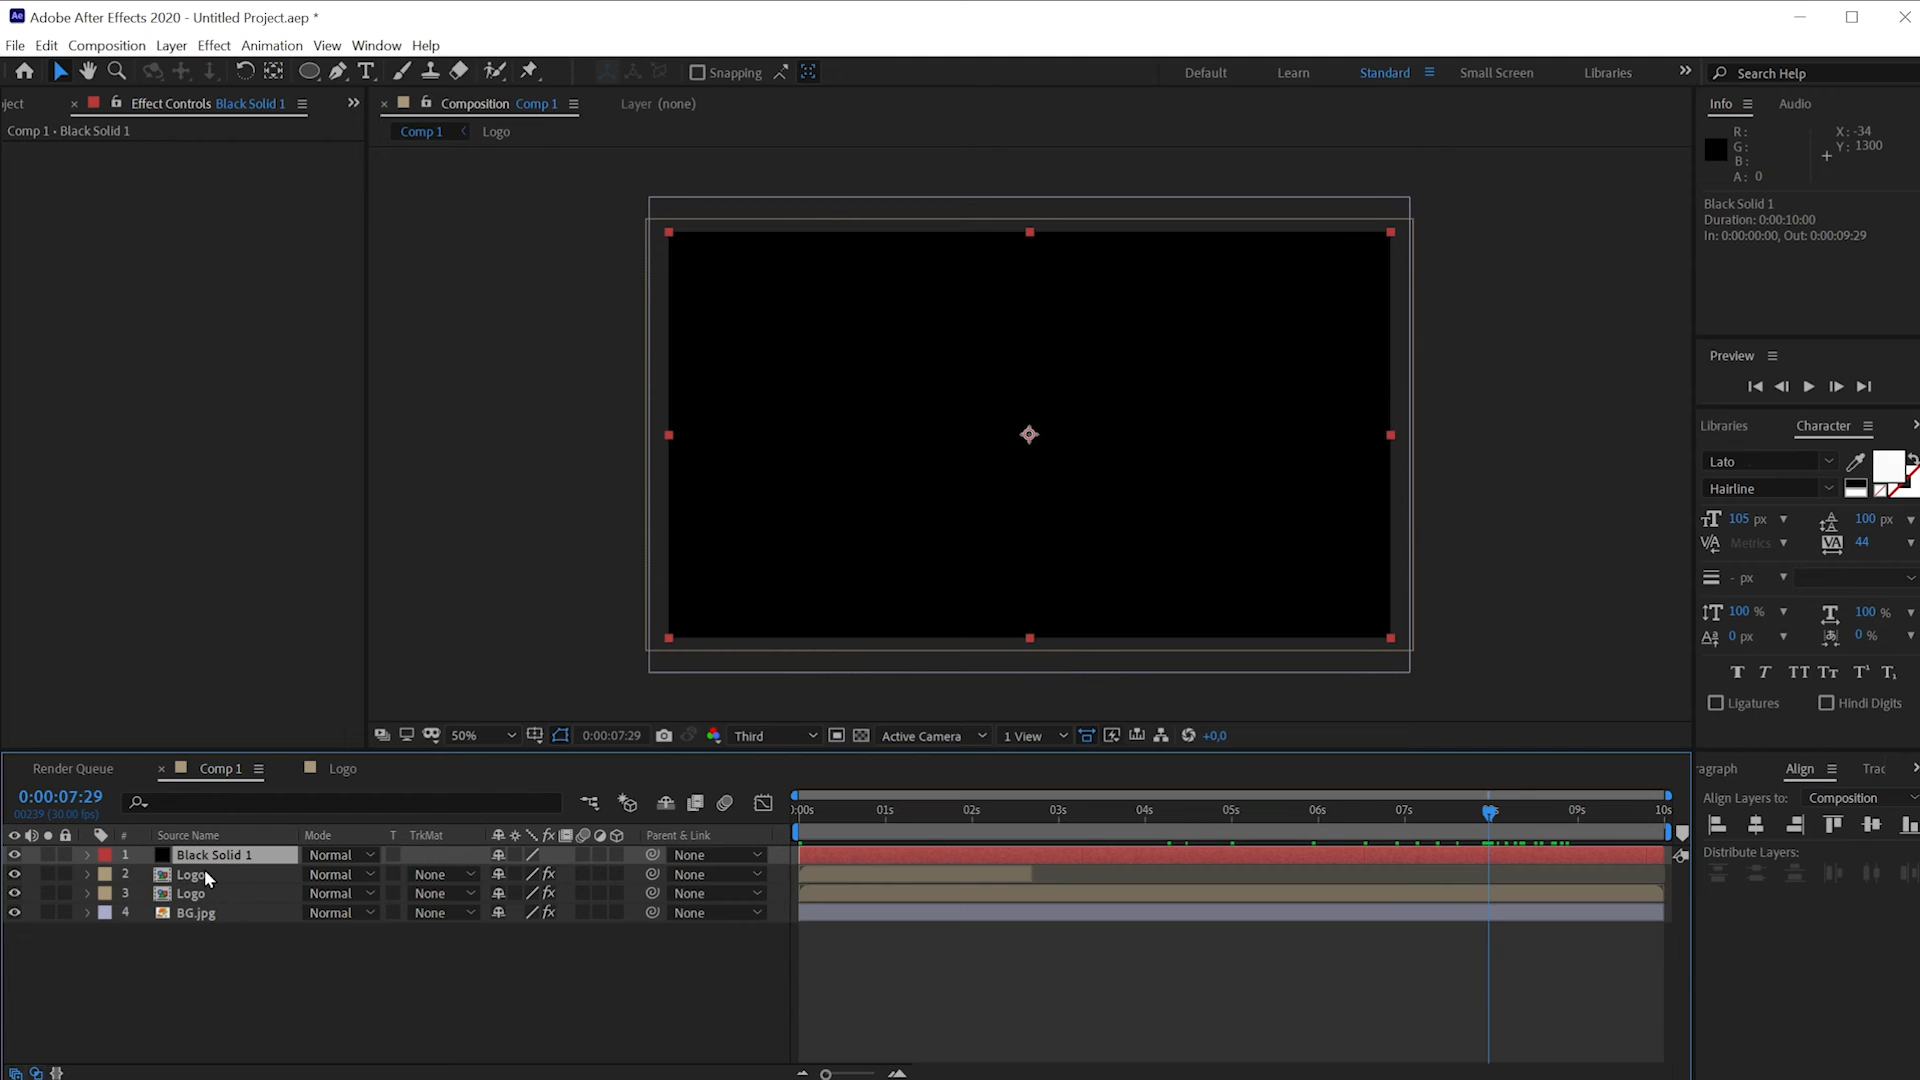 Adobe After Effects 2020 - Untitled Project.aep *
File Edit Composition Layer Effect Animation View Window Help
Snapping Default Learn Standard Small Screen Libraries Search Help
ject Effect Controls Black Solid 1 Composition Comp 1 Layer (none) Info Audio
Comp 1 • Black Solid 1 Comp 1 Logo
R: X: -34
G: Y: 1300
B:
A: 0
Black Solid 1
Duration: 0:00:10:00
In: 0:00:00:00, Out: 0:00:09:29
Preview
Libraries Character
Lato
Hairline
105 px 100 px
Metrics 44
- px
100 % 100 %
0 px 0 %
Ligatures Hindi Digits
50% 0:00:07:29 Third Active Camera 1 View +0,0
Render Queue Comp 1 Logo ragraph Align Trac
0:00:07:29
00239 (30.00 fps)
Align Layers to: Composition
:00s 01s 02s 03s 04s 05s 06s 07s 09s 10s
# Source Name Mode T TrkMat Parent & Link
Distribute Layers:
1 Black Solid 1 Normal None
2 Logo Normal None None
3 Logo Normal None None
4 BG.jpg Normal None None